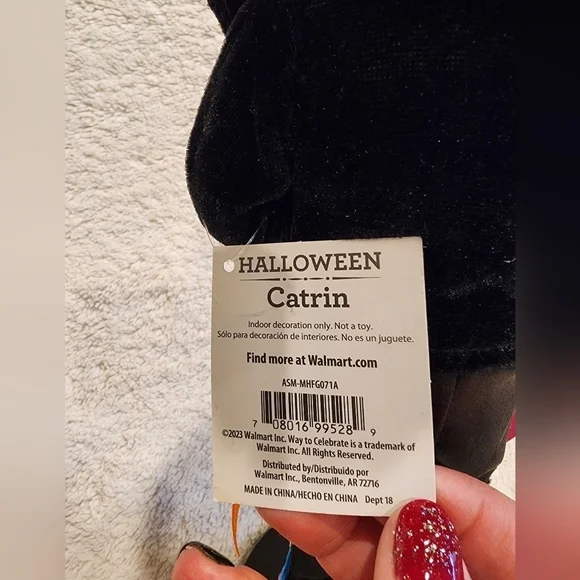 HALLOWEEN
Catrin
Indoor decoration only. Not a toy.
Sólo para decoración de interiores. No es un juguete.
Find more at Walmart.com
ASM-MHFG071A
7 08016 99528 9
©2023 Walmart Inc. Way to Celebrate is a trademark of
Walmart Inc. All Rights Reserved.
Distributed by/Distribuido por
Walmart Inc., Bentonville, AR 72716
MADE IN CHINA/HECHO EN CHINA Dept 18